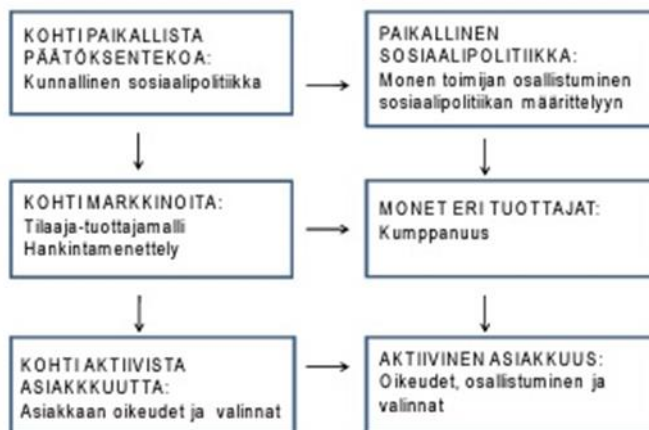 KOHTI PAIKALLISTA
PÄÄTÖKSENTEKOA:
Kunnallinen sosiaalipolitiikka
PAIKALLINEN
SOSIAALIPOLITIIKKA:
Monen toimijan osallistuminen
sosiaalipolitiikan määrittelyyn
KOHTI MARKKINOITA:
Tilaaja-tuottajamalli
Hankintamenettely
MONET ERI TUOTTAJAT:
Kumppanuus
KOHTI AKTIIVISTA
ASIAKKKUUTTA:
Asiakkaan oikeudet ja valinnat
AKTIIVINEN ASIAKKUUS:
Oikeudet, osallistuminen ja
valinnat